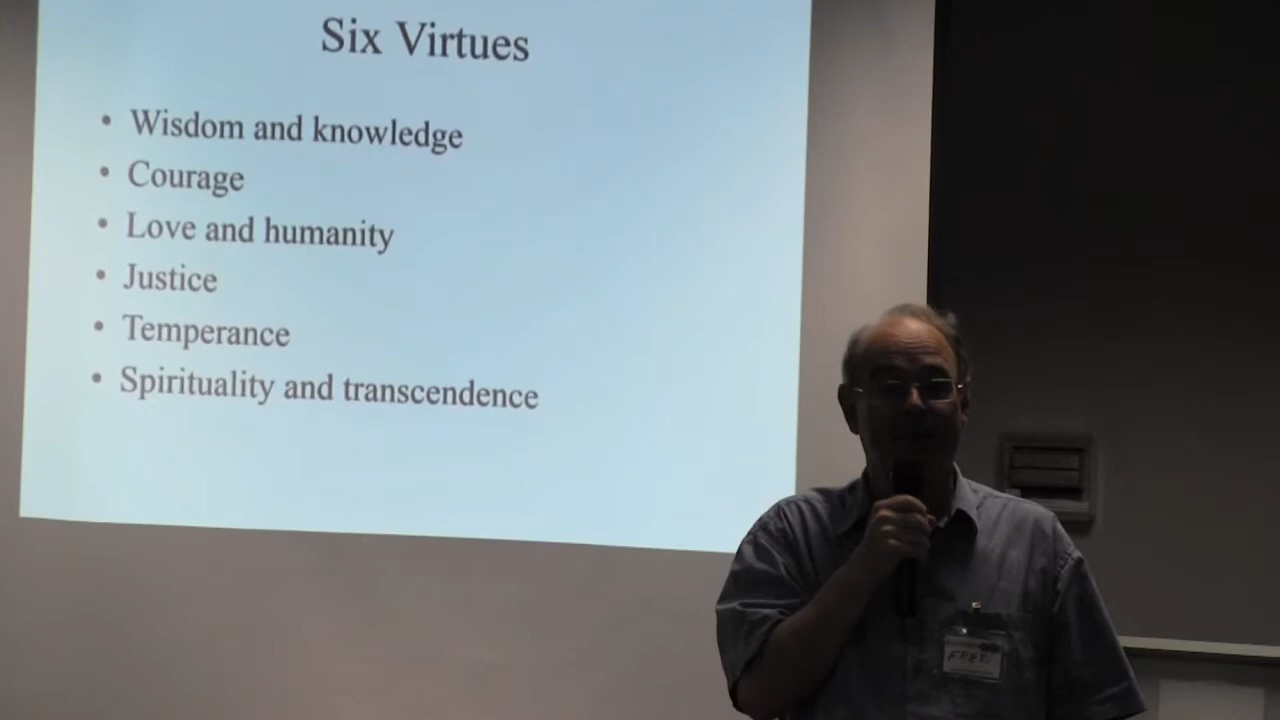 Six Virtues
• Wisdom and knowledge
• Courage
• Love and humanity
• Justice
• Temperance
• Spirituality and transcendence